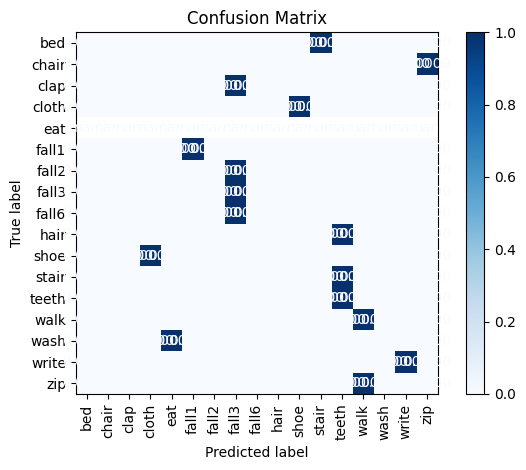 Confusion Matrix
True label
bed
chair
clap
cloth
eat
fall1
fall2
fall3
fall6
hair
shoe
stair
teeth
walk
wash
write
zip
bed
chair
clap
cloth
eat
fall1
fall2
fall3
fall6
hair
shoe
stair
teeth
walk
wash
write
zip
Predicted label
1.0
0.8
0.6
0.4
0.2
0.0